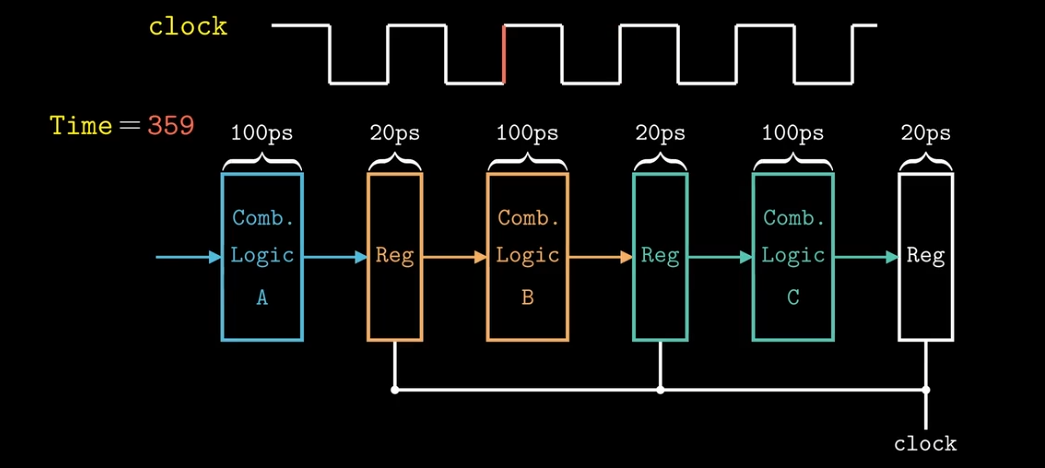 clock
Time = 359
100ps 20ps 100ps 20ps 100ps 20ps
Comb. Logic A
Reg
Comb. Logic B
Reg
Comb. Logic C
Reg
clock